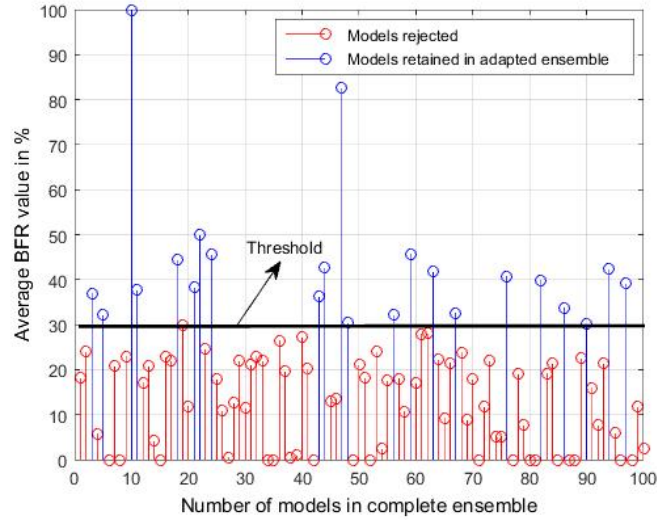 100
90
80
70
60
50
40
30
20
10
0
Average BFR value in %
Models rejected
Models retained in adapted ensemble
Threshold
0 10 20 30 40 50 60 70 80 90 100
Number of models in complete ensemble